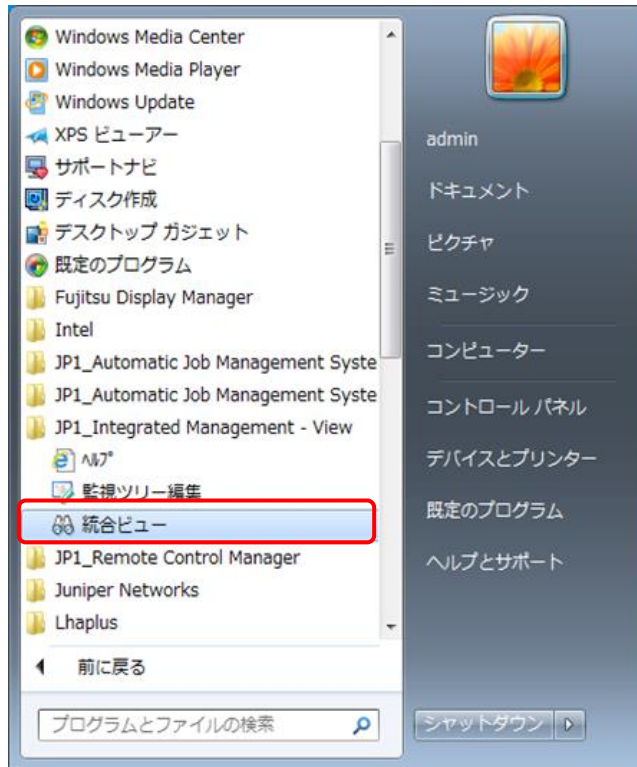 Windows Media Center
Windows Media Player
Windows Update
XPS ビューアー
サポートナビ
ディスク作成
デスクトップ ガジェット
既定のプログラム
Fujitsu Display Manager
Intel
JP1_Automatic Job Management Syste
JP1_Automatic Job Management Syste
JP1_Integrated Management - View
ﾍﾙﾌﾟ
監視ツリー編集
統合ビュー
JP1_Remote Control Manager
Juniper Networks
Lhaplus
前に戻る
プログラムとファイルの検索
admin
ドキュメント
ピクチャ
ミュージック
コンピューター
コントロール パネル
デバイスとプリンター
既定のプログラム
ヘルプとサポート
シャットダウン